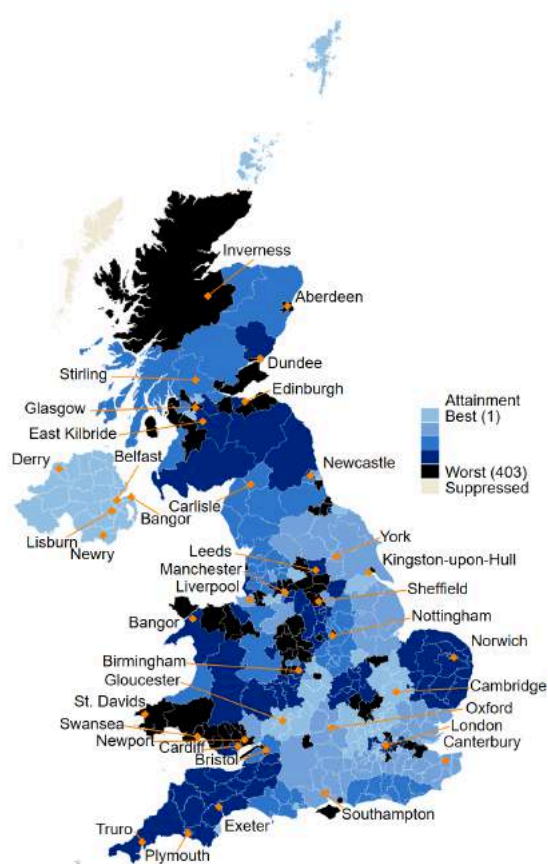 Inverness
Aberdeen
Dundee
Stirling
Edinburgh
Glasgow
East Kilbride
Attainment
Best (1)
Worst (403)
Suppressed
Derry
Belfast
Newcastle
Carlisle
Bangor
Lisburn
Newry
York
Leeds
Kingston-upon-Hull
Manchester
Liverpool
Sheffield
Bangor
Nottingham
Norwich
Birmingham
Gloucester
Cambridge
St. Davids
Oxford
Swansea
London
Newport
Cardiff
Canterbury
Bristol
Southampton
Exeter
Truro
Plymouth